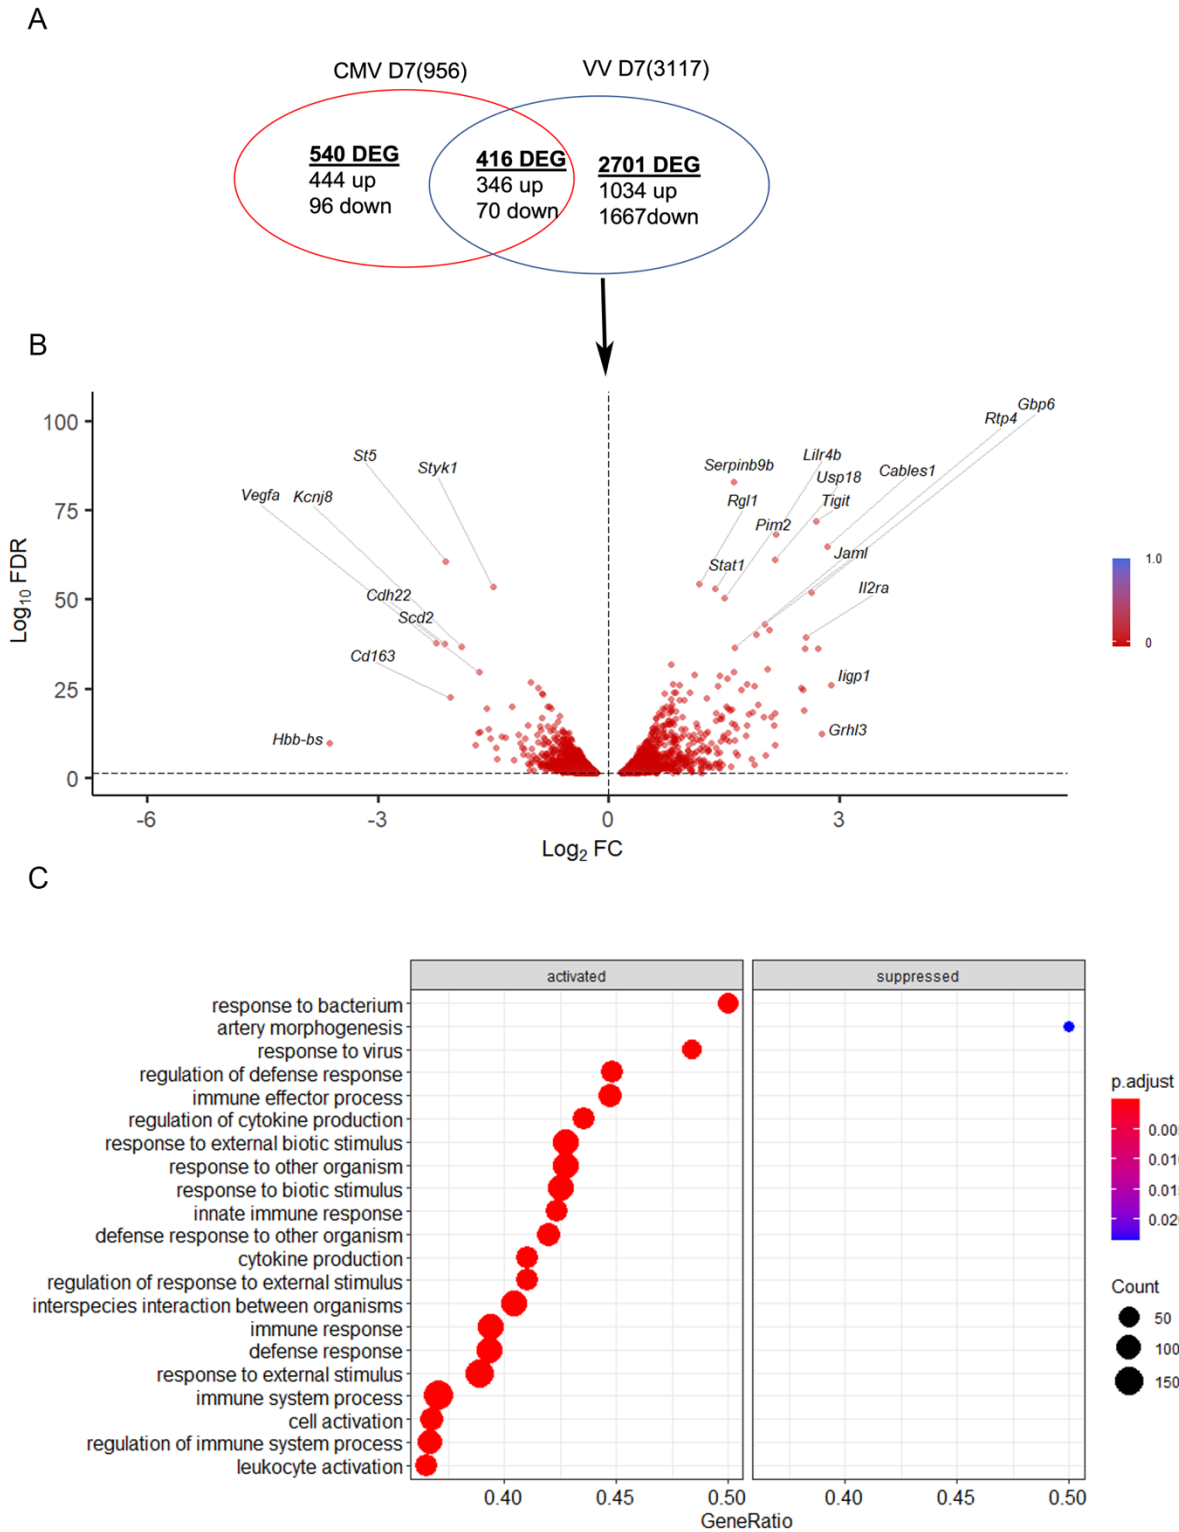 A
CMV D7(956)
VV D7(3117)
540 DEG
444 up
96 down
416 DEG
346 up
70 down
2701 DEG
1034 up
1667down
B
Log10 FDR
100
75
50
25
0
-6
-3
0
3
Log2 FC
Gbp6
Rtp4
Lilr4b
Serpinb9b
Usp18
Cables1
Rgl1
Tigit
Pim2
Stat1
Jaml
Il2ra
Iigp1
Grhl3
St5
Styk1
Vegfa
Kcnj8
Cdh22
Scd2
Cd163
Hbb-bs
1.0
0
C
activated
suppressed
response to bacterium
artery morphogenesis
response to virus
regulation of defense response
immune effector process
regulation of cytokine production
response to external biotic stimulus
response to other organism
response to biotic stimulus
innate immune response
defense response to other organism
cytokine production
regulation of response to external stimulus
interspecies interaction between organisms
immune response
defense response
response to external stimulus
immune system process
cell activation
regulation of immune system process
leukocyte activation
0.40
0.45
0.50
0.40
0.45
0.50
GeneRatio
p.adjust
0.005
0.010
0.015
0.020
Count
50
100
150